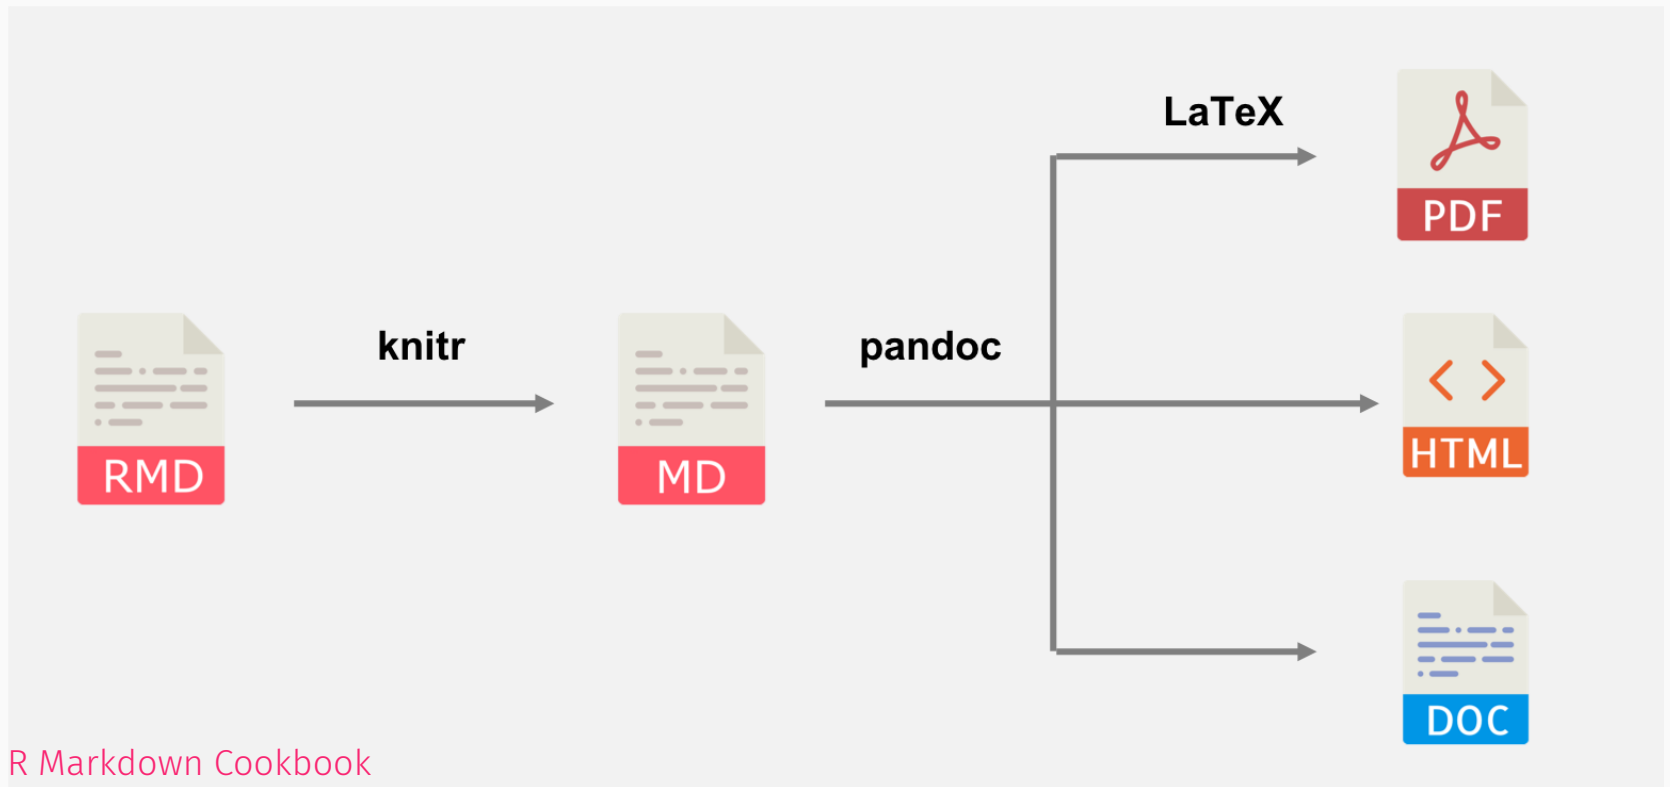 LaTeX
PDF
knitr
pandoc
RMD
MD
HTML
DOC
R Markdown Cookbook